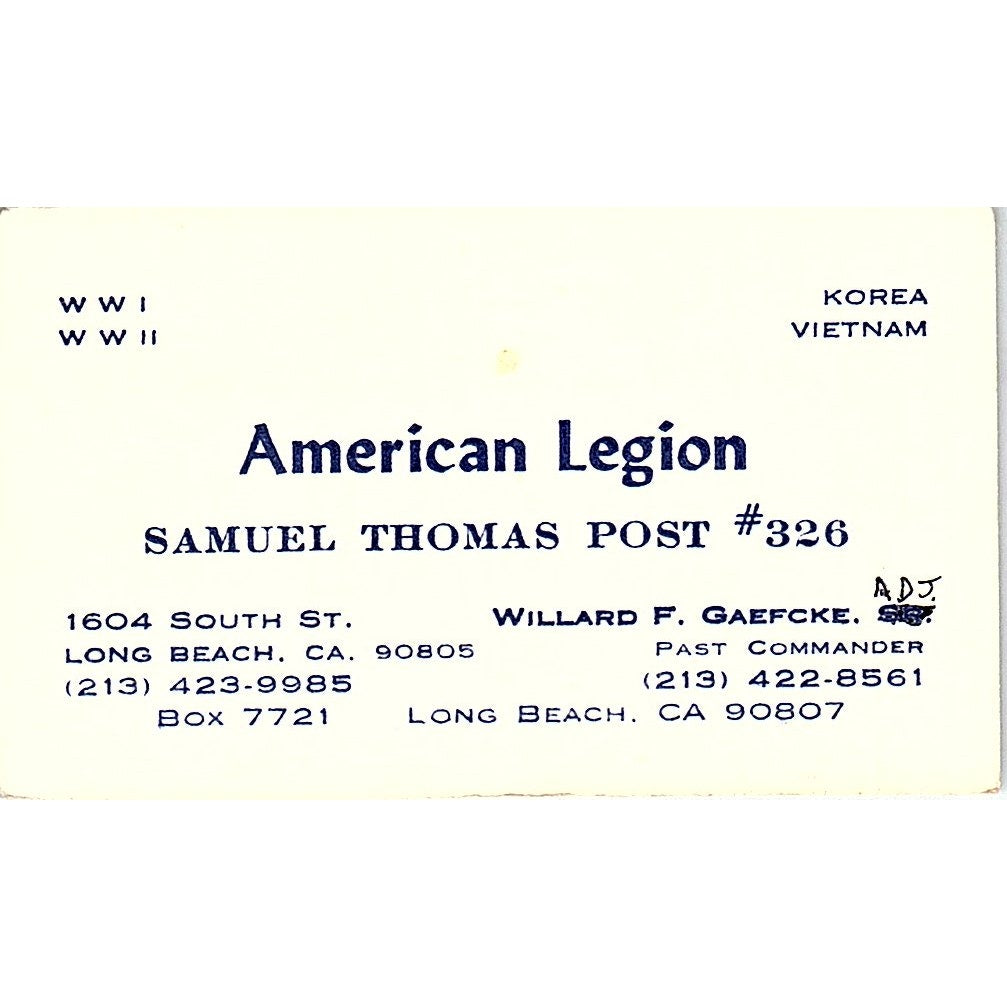 W W I
W W II
KOREA
VIETNAM
American Legion
SAMUEL THOMAS POST #326
1604 SOUTH ST.
LONG BEACH, CA. 90805
(213) 423-9985
ADJ.
WILLARD F. GAEFCKE,
PAST COMMANDER
(213) 422-8561
BOX 7721 LONG BEACH, CA 90807